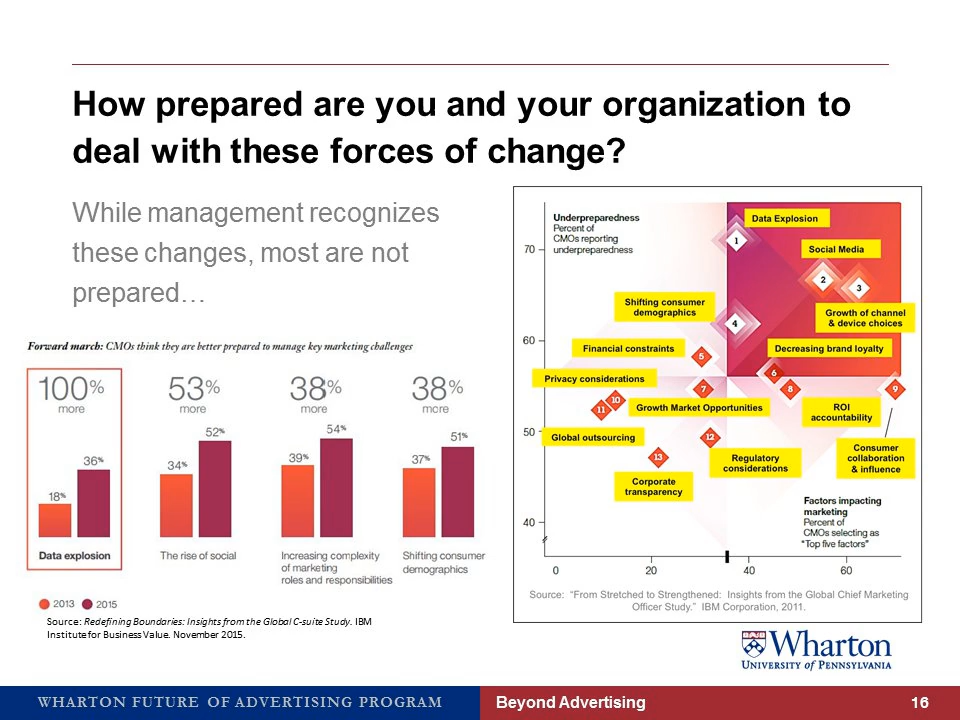 How prepared are you and your organization to
deal with these forces of change?
While management recognizes
these changes, most are not
prepared…
Forward march: CMOs think they are better prepared to manage key marketing challenges
100%
more
53%
more
38%
more
38%
more
18%
36%
34%
52%
39%
54%
37%
51%
Data explosion
The rise of social
Increasing complexity
of marketing
roles and responsibilities
Shifting consumer
demographics
2013
2015
Source: Redefining Boundaries: Insights from the Global C-suite Study. IBM
Institute for Business Value. November 2015.
Underpreparedness
Percent of
CMOs reporting
underpreparedness
70
60
50
40
0
20
40
60
Data Explosion
1
Social Media
2
3
Growth of channel
& device choices
Shifting consumer
demographics
4
Financial constraints
5
Decreasing brand loyalty
6
Privacy considerations
7
8
9
10
11
Growth Market Opportunities
ROI
accountability
Global outsourcing
12
13
Regulatory
considerations
Consumer
collaboration
& influence
Corporate
transparency
Factors impacting
marketing
Percent of
CMOs selecting as
“Top five factors”
Source: “From Stretched to Strengthened: Insights from the Global Chief Marketing
Officer Study.” IBM Corporation, 2011.
Wharton
UNIVERSITY of PENNSYLVANIA
WHARTON FUTURE OF ADVERTISING PROGRAM
Beyond Advertising
16